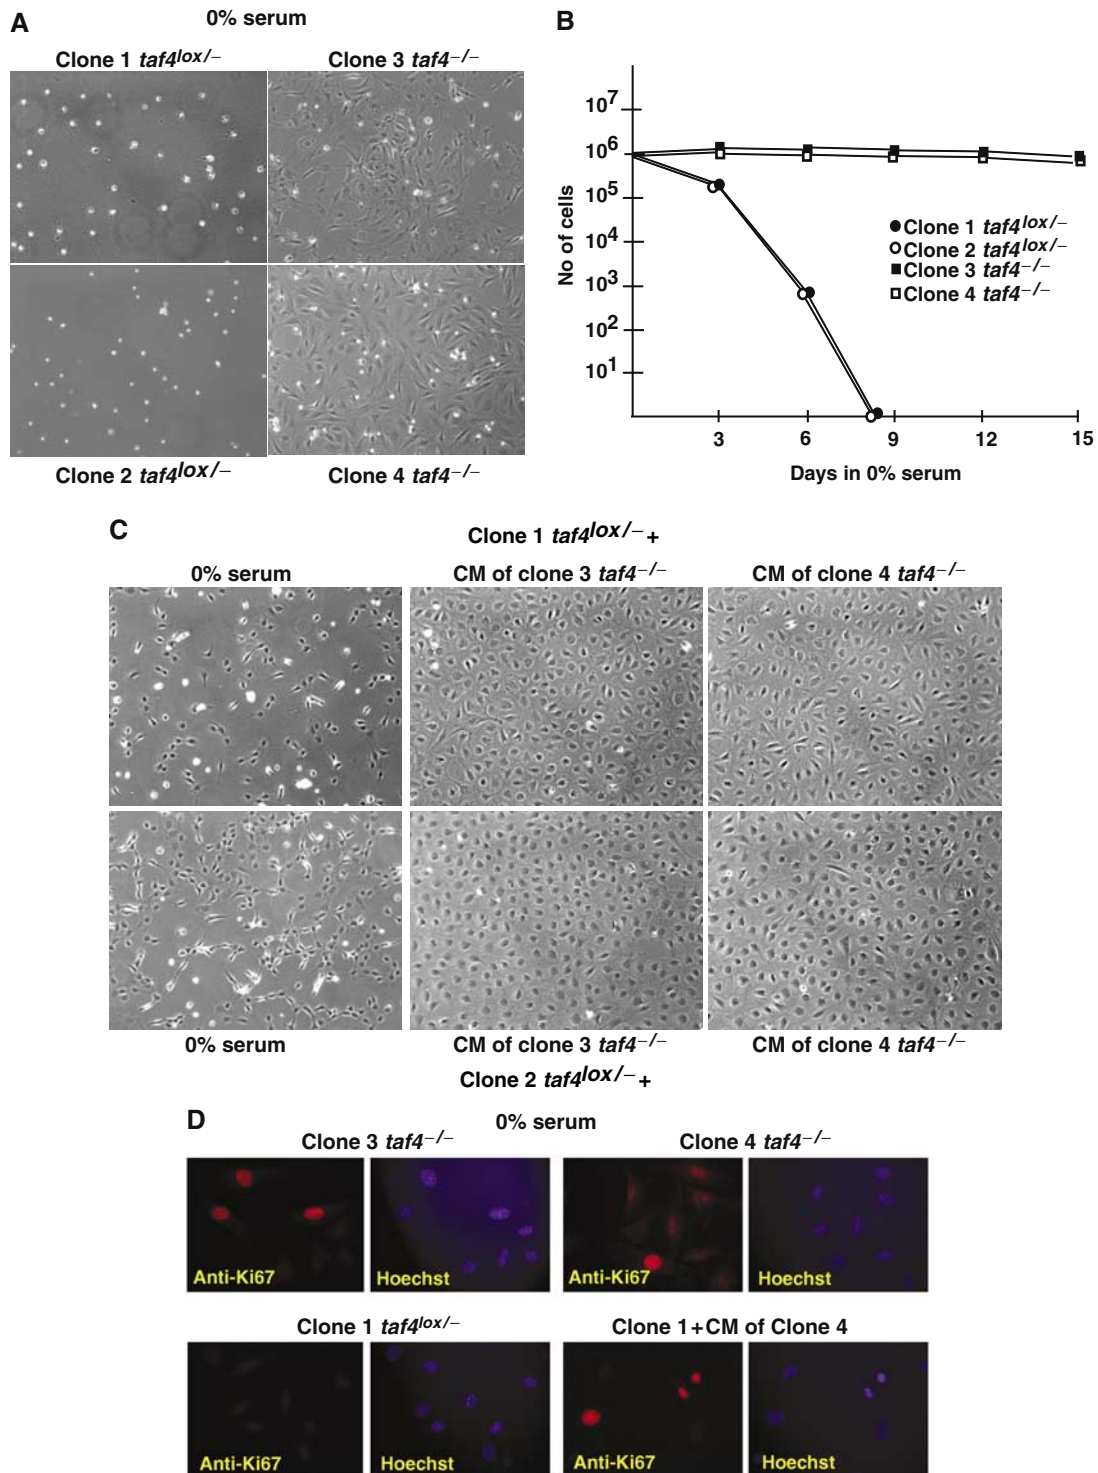 A
0% serum
Clone 1 taf4lox/–
Clone 3 taf4–/–
Clone 2 taf4lox/–
Clone 4 taf4–/–
B
No of cells
10^7
10^6
10^5
10^4
10^3
10^2
10^1
3 6 9 12 15
Days in 0% serum
Clone 1 taf4lox/–
Clone 2 taf4lox/–
Clone 3 taf4–/–
Clone 4 taf4–/–
C
Clone 1 taf4lox/–+
0% serum
CM of clone 3 taf4–/–
CM of clone 4 taf4–/–
0% serum
CM of clone 3 taf4–/–
CM of clone 4 taf4–/–
Clone 2 taf4lox/–+
D
0% serum
Clone 3 taf4–/–
Clone 4 taf4–/–
Anti-Ki67
Hoechst
Anti-Ki67
Hoechst
Clone 1 taf4lox/–
Clone 1+CM of Clone 4
Anti-Ki67
Hoechst
Anti-Ki67
Hoechst